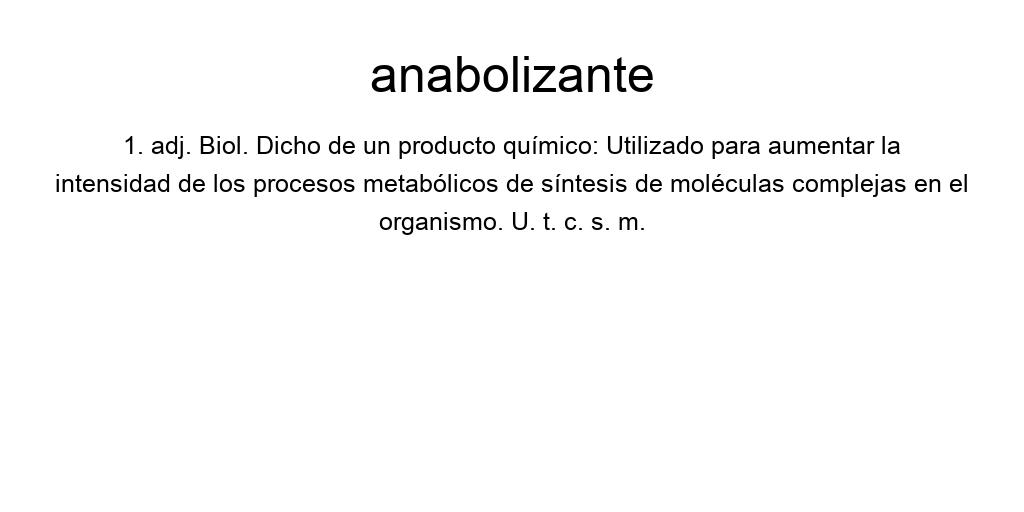 anabolizante
1. adj. Biol. Dicho de un producto químico: Utilizado para aumentar la
intensidad de los procesos metabólicos de síntesis de moléculas complejas en el
organismo. U. t. c. s. m.